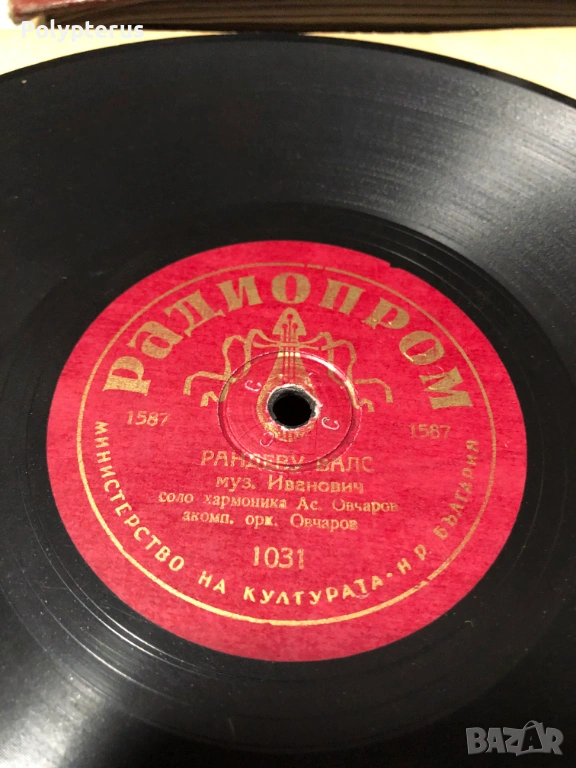 Polypterus
РАДИОПРОМ
1587 1587
РАНДЕВУ ВАЛС
муз. Иванович
соло хармоника Ас. Овчаров
акомп. орк. Овчаров
1031
МИНИСТЕРСТВО НА КУЛТУРАТА • Н Р БЪЛГАРИЯ
BAZAR